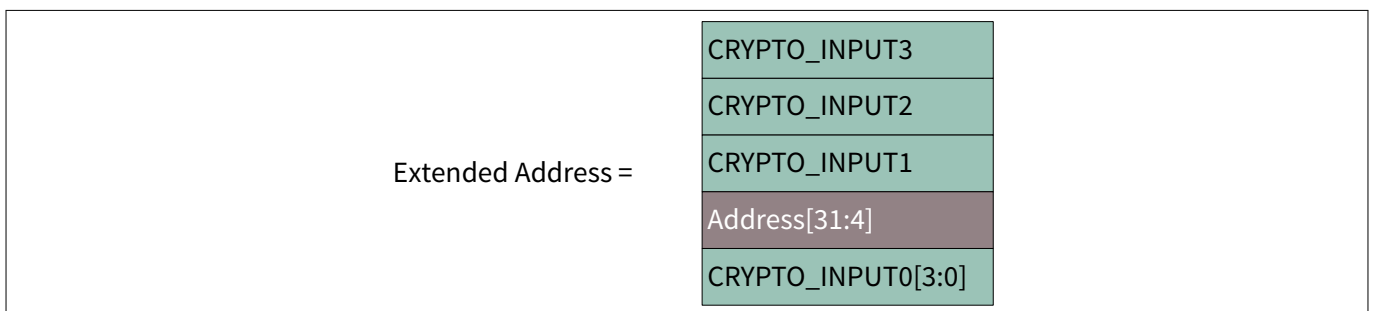 CRYPTO_INPUT3
CRYPTO_INPUT2
Extended Address =
CRYPTO_INPUT1
Address[31:4]
CRYPTO_INPUT0[3:0]